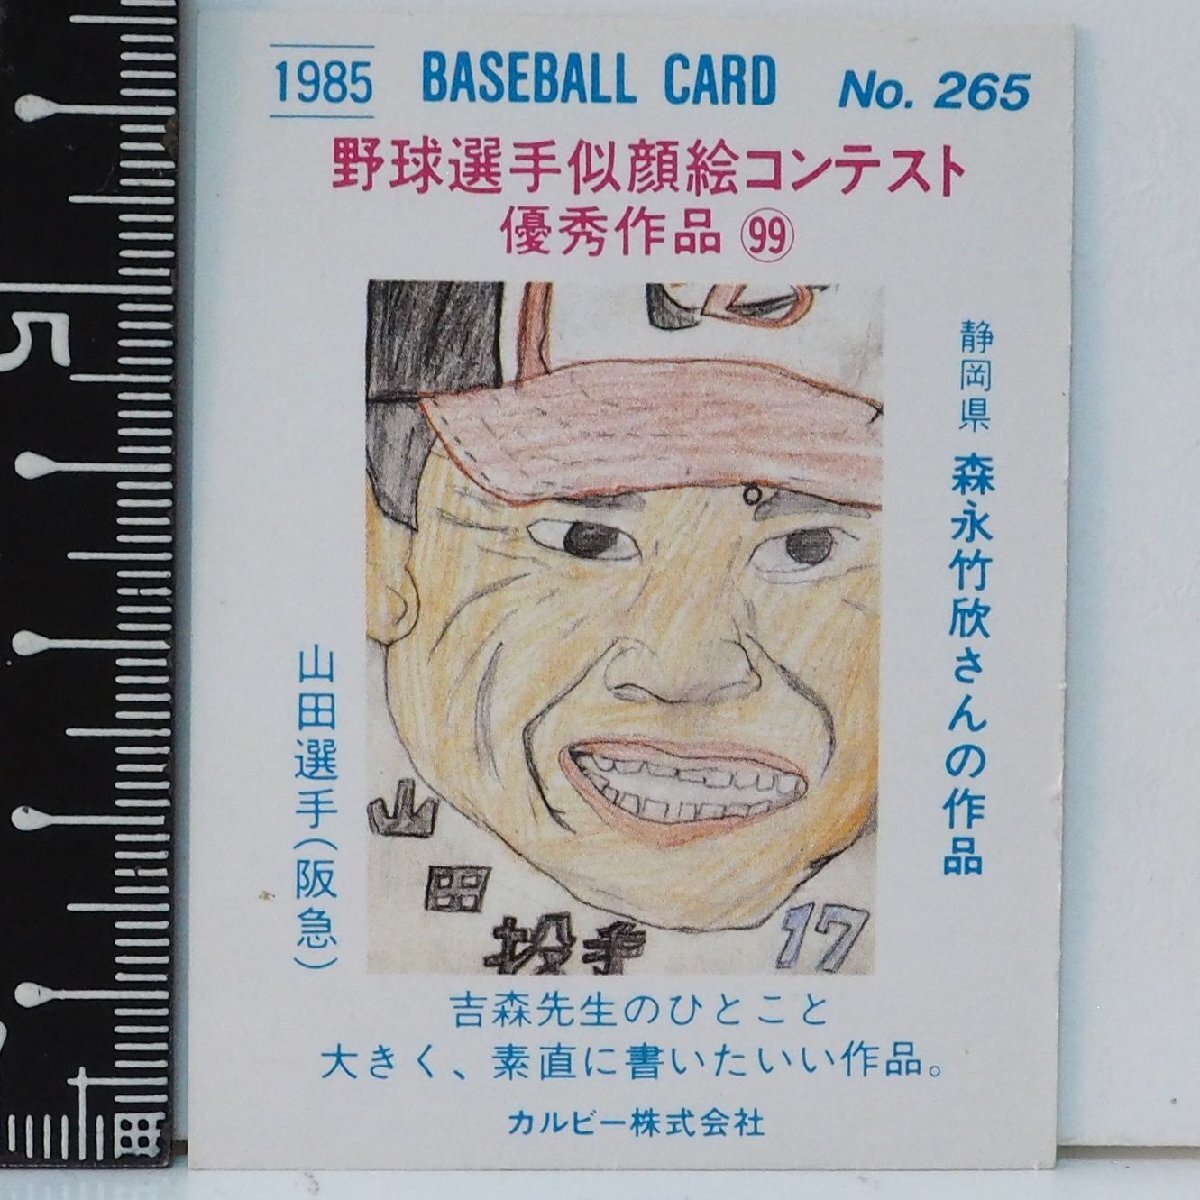 1985 BASEBALL CARD No. 265
野球選手似顔絵コンテスト
優秀作品 99
静岡県 森永竹欣さんの作品
山田選手(阪急)
山田投手
17
吉森先生のひとこと
大きく、素直に書いたいい作品。
カルビー株式会社
5